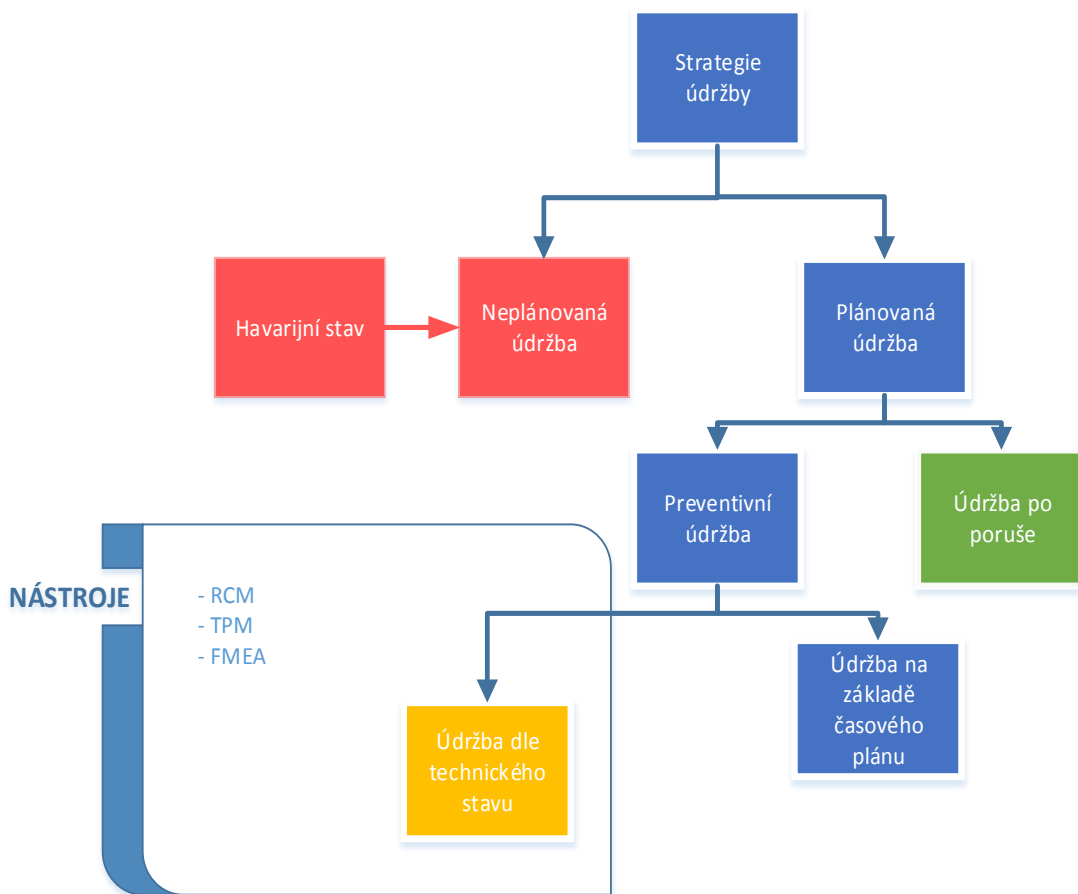 Strategie
údržby
Havarijní stav
Neplánovaná
údržba
Plánovaná
údržba
Preventivní
údržba
Údržba po
poruše
NÁSTROJE
- RCM
- TPM
- FMEA
Údržba dle
technického
stavu
Údržba na
základě
časového
plánu